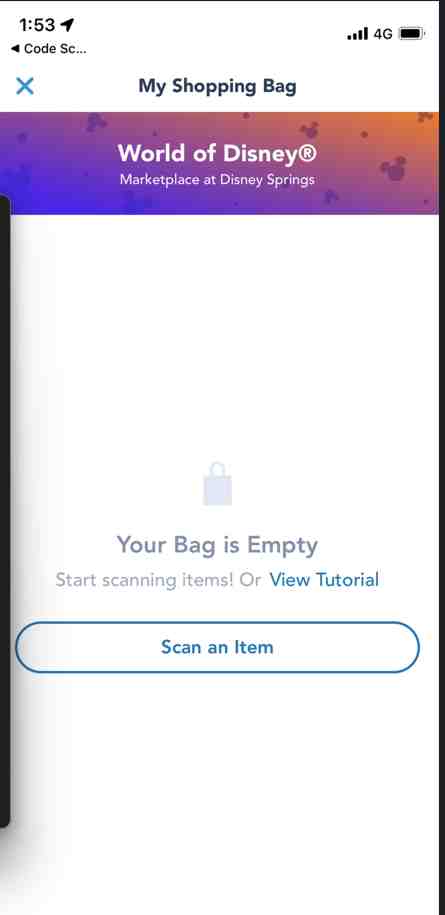 1:53
4G
◀ Code Sc...
My Shopping Bag
World of Disney®
Marketplace at Disney Springs
Your Bag is Empty
Start scanning items! Or View Tutorial
Scan an Item